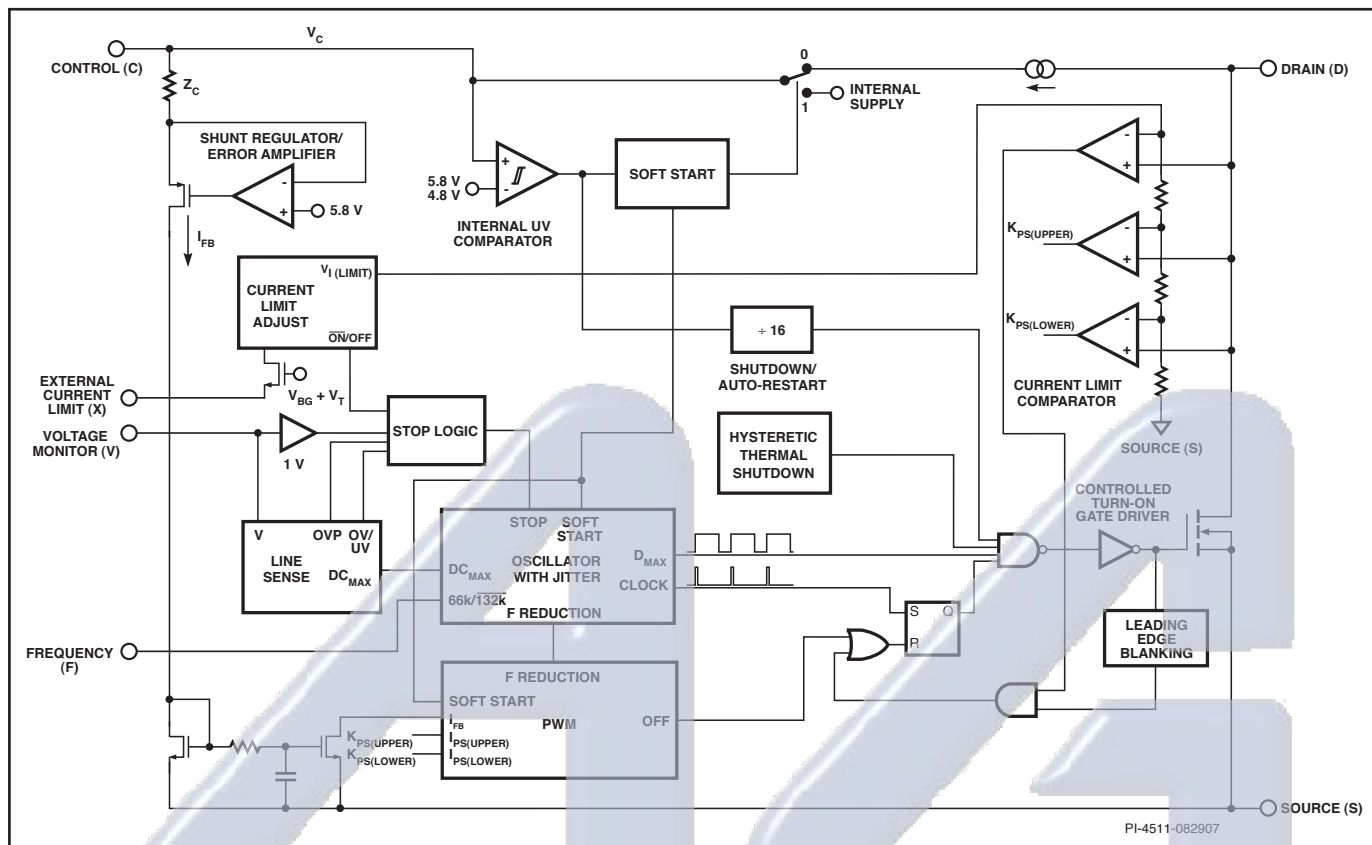 V_C
0
CONTROL (C)
DRAIN (D)
Z_C
INTERNAL
SUPPLY
1
SHUNT REGULATOR/
ERROR AMPLIFIER
-
+
5.8 V
I_FB
+
-
5.8 V
4.8 V
INTERNAL UV
COMPARATOR
SOFT START
-
+
K_PS(UPPER)
-
+
K_PS(LOWER)
-
+
CURRENT LIMIT
COMPARATOR
SOURCE (S)
V_I (LIMIT)
CURRENT
LIMIT
ADJUST
ON/OFF
÷ 16
SHUTDOWN/
AUTO-RESTART
V_BG + V_T
EXTERNAL
CURRENT
LIMIT (X)
VOLTAGE
MONITOR (V)
1 V
STOP LOGIC
HYSTERETIC
THERMAL
SHUTDOWN
CONTROLLED
TURN-ON
GATE DRIVER
V
OVP
OV/
UV
LINE
SENSE
DC_MAX
STOP
SOFT
START
OSCILLATOR
WITH JITTER
DC_MAX
66k/132k
D_MAX
CLOCK
F REDUCTION
S
Q
R
LEADING
EDGE
BLANKING
FREQUENCY
(F)
F REDUCTION
SOFT START
PWM
OFF
I_FB
K_PS(UPPER)
I_PS(UPPER)
K_PS(LOWER)
I_PS(LOWER)
SOURCE (S)
PI-4511-082907